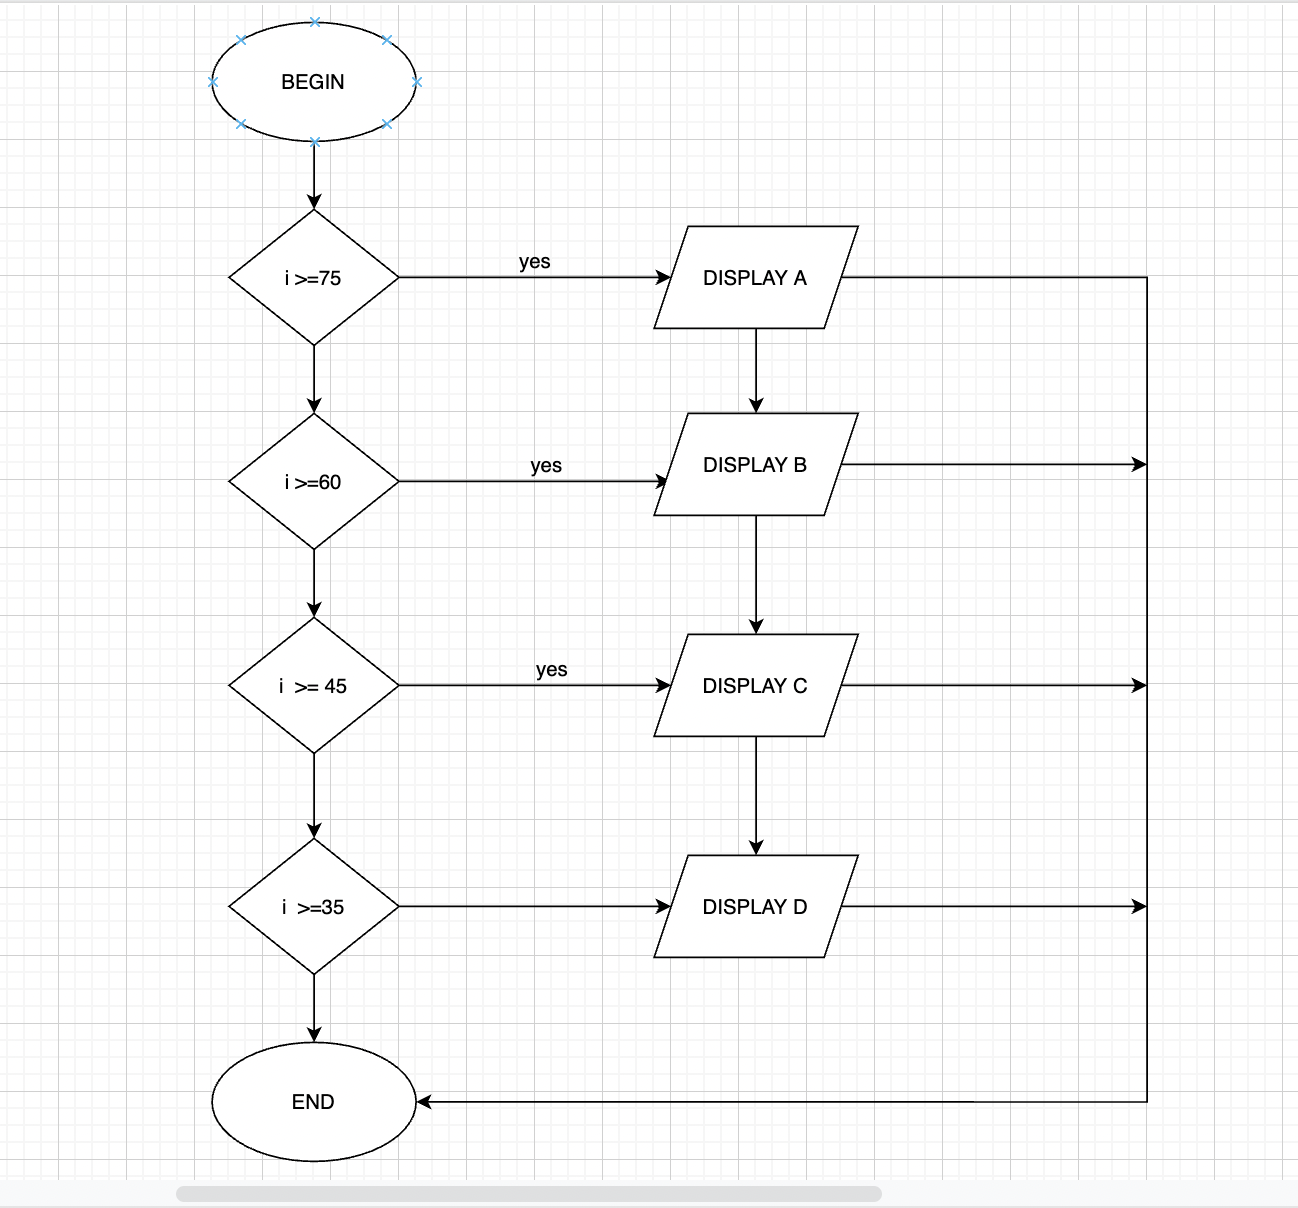 BEGIN
i >=75
yes
DISPLAY A
i >=60
yes
DISPLAY B
i  >= 45
yes
DISPLAY C
i  >=35
DISPLAY D
END